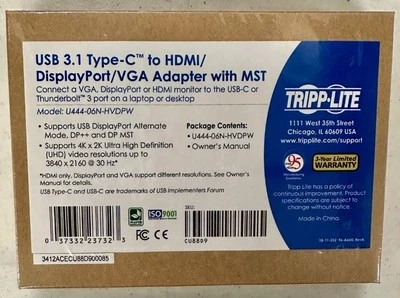 USB 3.1 Type-C™ to HDMI/
DisplayPort/VGA Adapter with MST
Connect a VGA, DisplayPort or HDMI monitor to the USB-C or
Thunderbolt™ 3 port on a laptop or desktop
Model: U444-06N-HVDPW
• Supports USB DisplayPort Alternate
Mode, DP++ and DP MST
• Supports 4K x 2K Ultra High Definition
(UHD) video resolutions up to
3840 x 2160 @ 30 Hz*
Package Contents:
• U444-06N-HVDPW
• Owner's Manual
*HDMI only. DisplayPort and VGA support different resolutions. See Owner's
Manual for details.
USB Type-C and USB-C are trademarks of USB Implementers Forum
TRIPP·LITE
1111 West 35th Street
Chicago, IL 60609 USA
www.tripplite.com/support
95
3-Year Limited
WARRANTY
Tripp Lite has a policy of
continuous improvement. Product
specifications are subject to
change without notice.
Made in China.
0 37332 23732 3
ISO9001
FC CE
CU88D9
3412ACECU88D900085